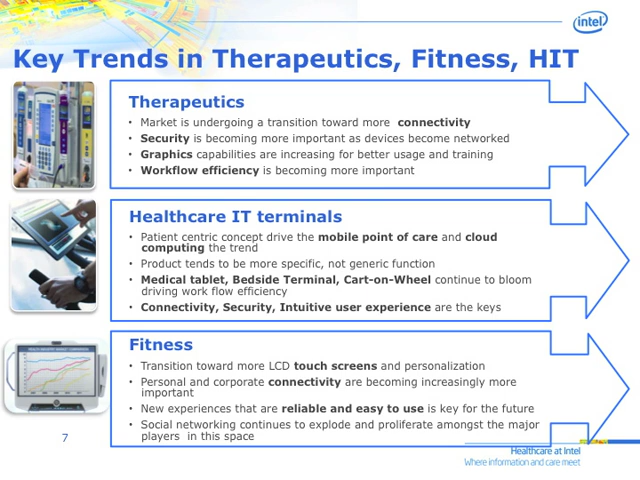 intel
Key Trends in Therapeutics, Fitness, HIT
Therapeutics
• Market is undergoing a transition toward more  connectivity
• Security is becoming more important as devices become networked
• Graphics capabilities are increasing for better usage and training
• Workflow efficiency is becoming more important
Healthcare IT terminals
• Patient centric concept drive the mobile point of care and cloud
computing the trend
• Product tends to be more specific, not generic function
• Medical tablet, Bedside Terminal, Cart-on-Wheel continue to bloom
driving work flow efficiency
• Connectivity, Security, Intuitive user experience are the keys
Fitness
• Transition toward more LCD touch screens and personalization
• Personal and corporate connectivity are becoming increasingly more
important
• New experiences that are reliable and easy to use is key for the future
• Social networking continues to explode and proliferate amongst the major
players  in this space
7
Healthcare at Intel
Where information and care meet